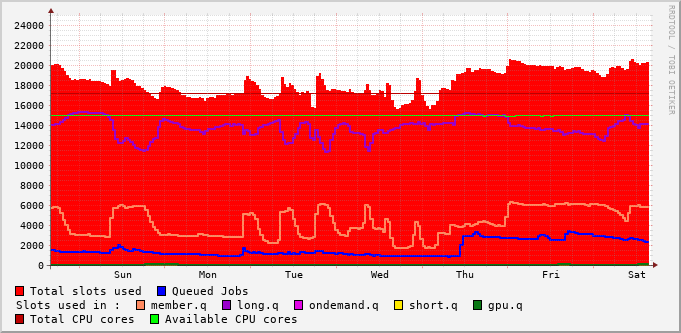 RRDTOOL / TOBI OETIKER
24000
22000
20000
18000
16000
14000
12000
10000
8000
6000
4000
2000
0
Sun Mon Tue Wed Thu Fri Sat
Total slots used Queued Jobs
Slots used in : member.q long.q ondemand.q short.q gpu.q
Total CPU cores Available CPU cores